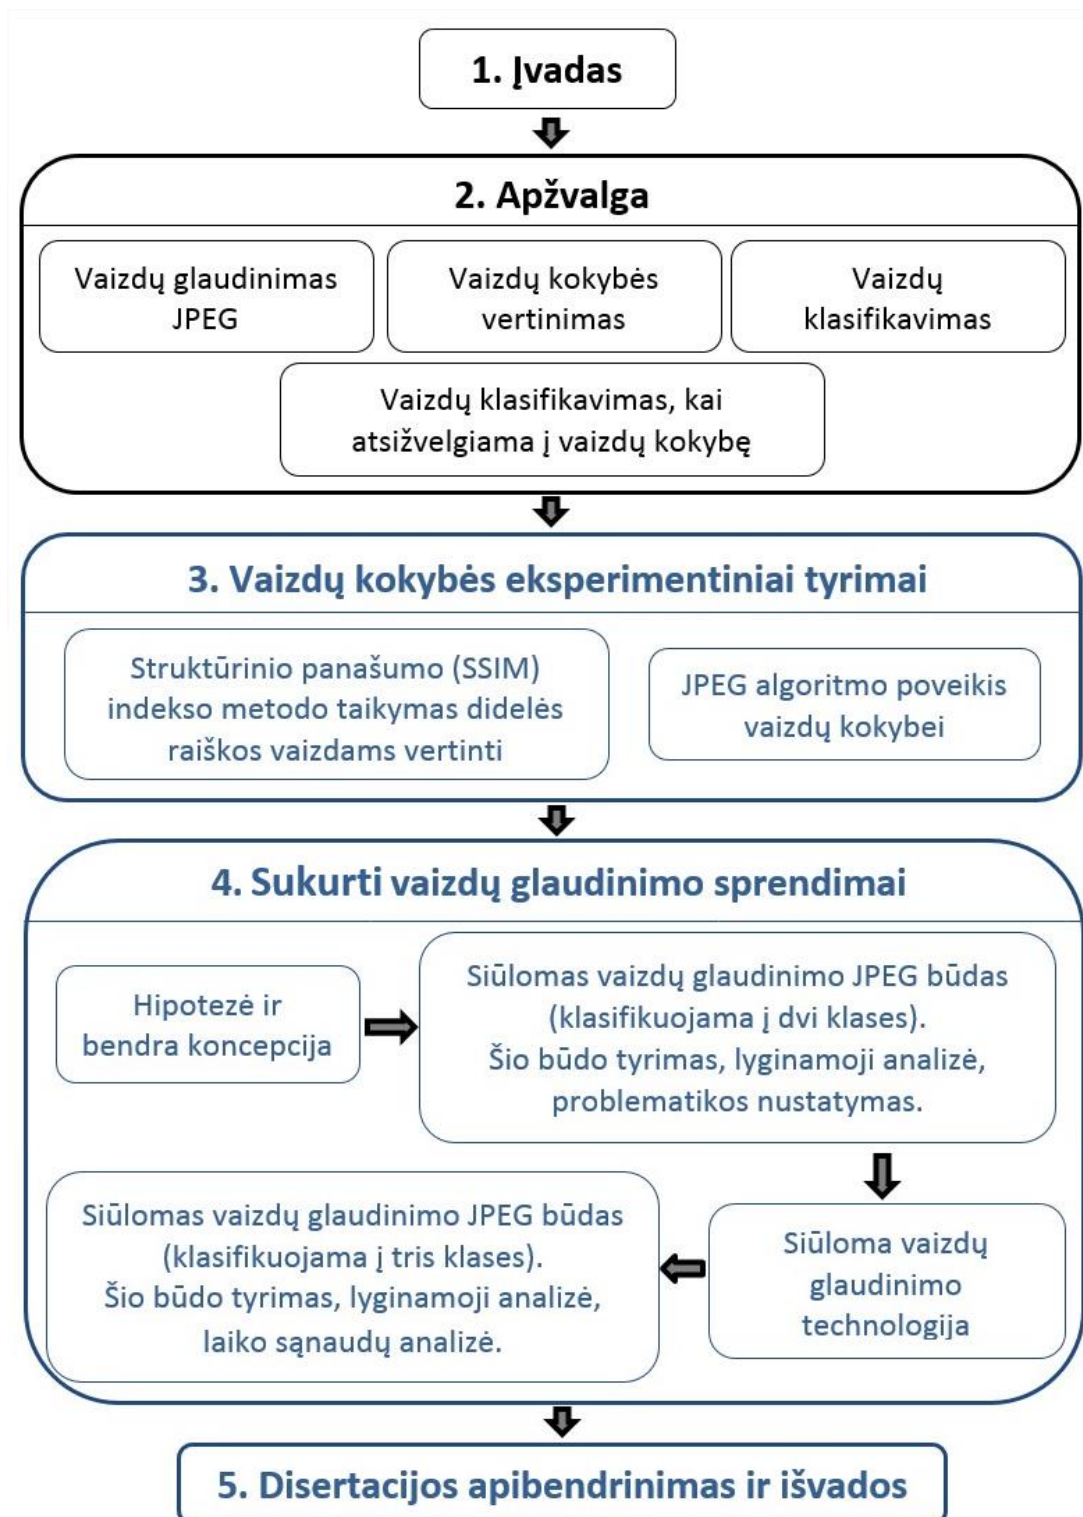 1. Įvadas
2. Apžvalga
Vaizdų glaudinimas
JPEG
Vaizdų kokybės
vertinimas
Vaizdų
klasifikavimas
Vaizdų klasifikavimas, kai
atsižvelgiama į vaizdų kokybę
3. Vaizdų kokybės eksperimentiniai tyrimai
Struktūrinio panašumo (SSIM)
indekso metodo taikymas didelės
raiškos vaizdams vertinti
JPEG algoritmo poveikis
vaizdų kokybei
4. Sukurti vaizdų glaudinimo sprendimai
Hipotezė ir
bendra koncepcija
Siūlomas vaizdų glaudinimo JPEG būdas
(klasifikuojama į dvi klases).
Šio būdo tyrimas, lyginamoji analizė,
problematikos nustatymas.
Siūloma vaizdų
glaudinimo
technologija
Siūlomas vaizdų glaudinimo JPEG būdas
(klasifikuojama į tris klases).
Šio būdo tyrimas, lyginamoji analizė,
laiko sąnaudų analizė.
5. Disertacijos apibendrinimas ir išvados